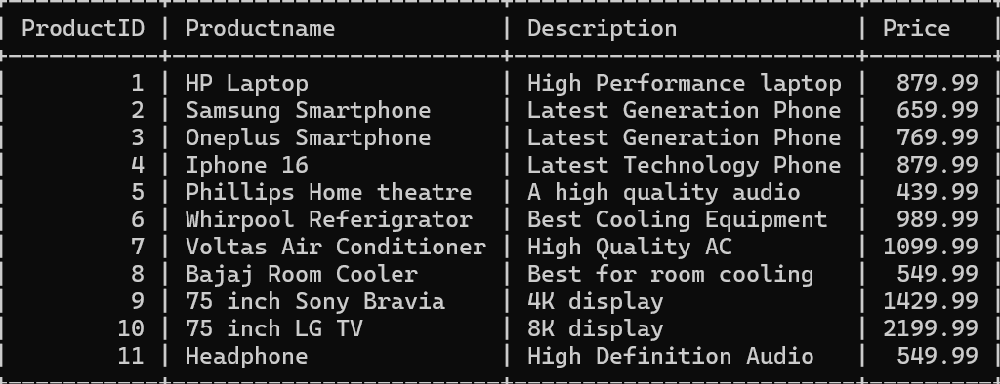 ProductID | Productname | Description | Price
1 | HP Laptop | High Performance laptop | 879.99
2 | Samsung Smartphone | Latest Generation Phone | 659.99
3 | Oneplus Smartphone | Latest Generation Phone | 769.99
4 | Iphone 16 | Latest Technology Phone | 879.99
5 | Phillips Home theatre | A high quality audio | 439.99
6 | Whirpool Referigrator | Best Cooling Equipment | 989.99
7 | Voltas Air Conditioner | High Quality AC | 1099.99
8 | Bajaj Room Cooler | Best for room cooling | 549.99
9 | 75 inch Sony Bravia | 4K display | 1429.99
10 | 75 inch LG TV | 8K display | 2199.99
11 | Headphone | High Definition Audio | 549.99